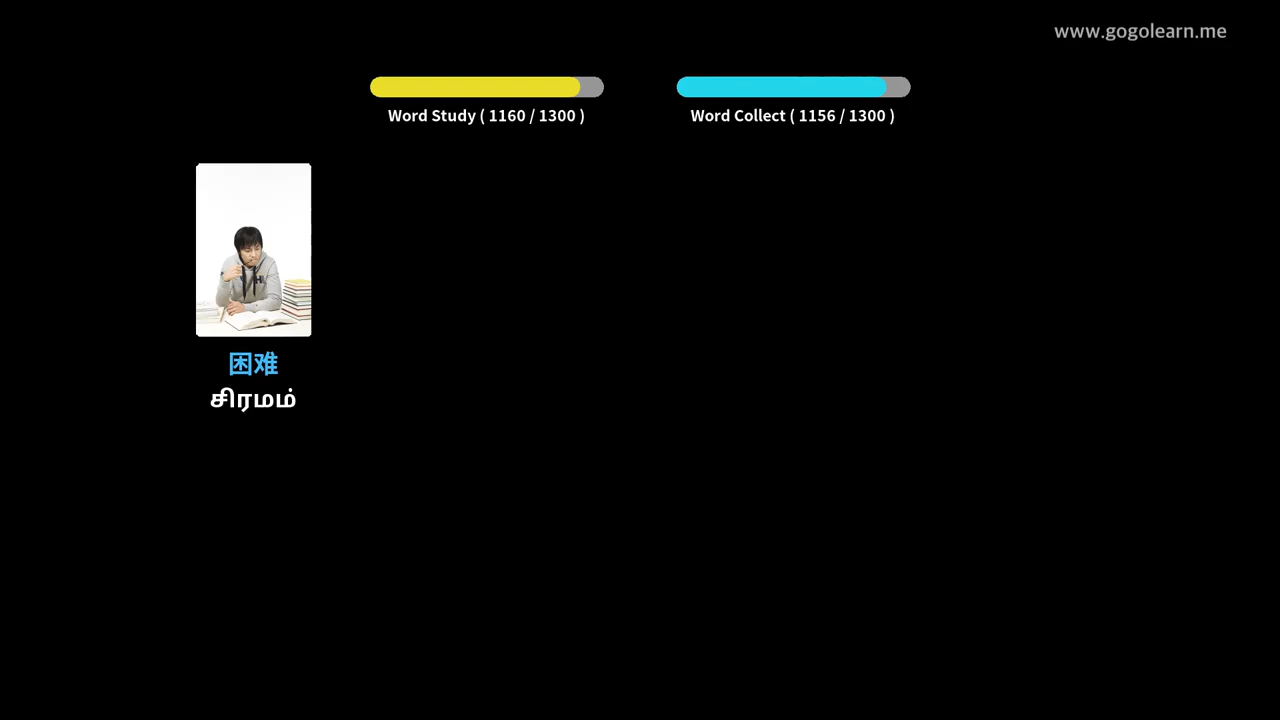 www.gogolearn.me
Word Study ( 1160 / 1300 )
Word Collect ( 1156 / 1300 )
困难
சிரமம்